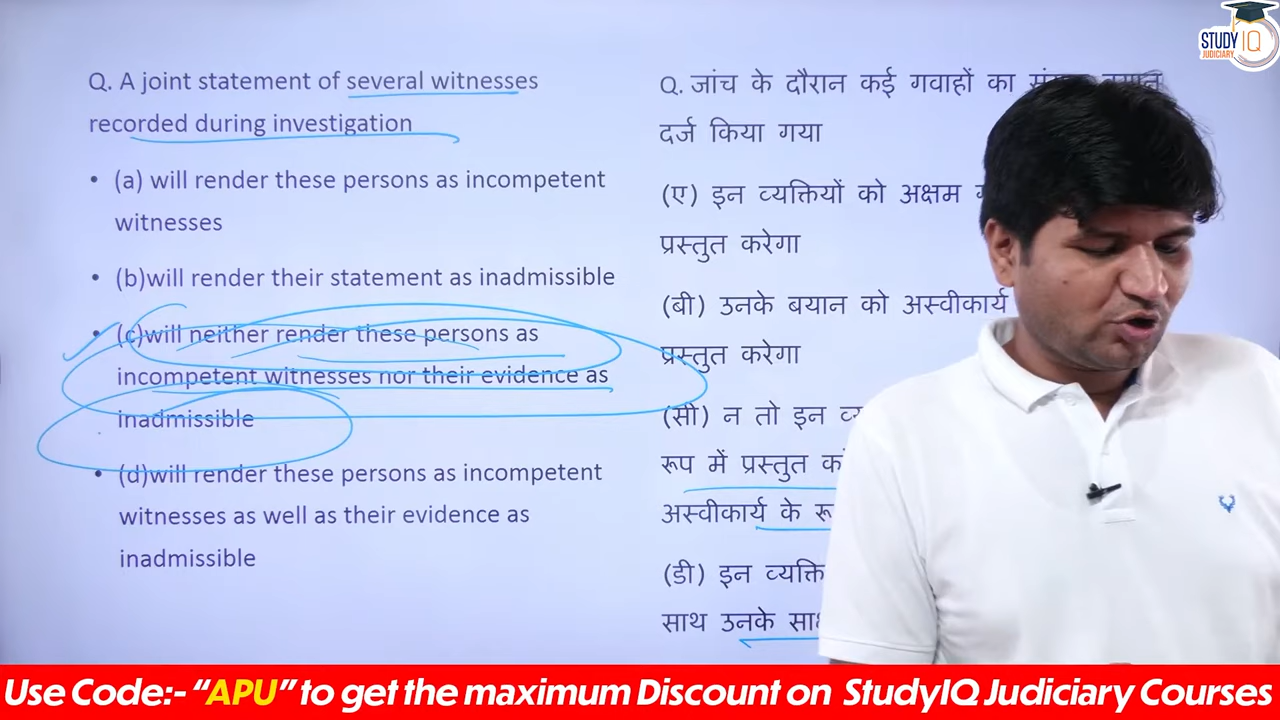 STUDY IQ
JUDICIARY
Q. A joint statement of several witnesses
recorded during investigation
• (a) will render these persons as incompetent
witnesses
• (b)will render their statement as inadmissible
• (c)will neither render these persons as
incompetent witnesses nor their evidence as
inadmissible
• (d)will render these persons as incompetent
witnesses as well as their evidence as
inadmissible
Q. जांच के दौरान कई गवाहों का
दर्ज किया गया
(ए) इन व्यक्तियों को अक्षम
प्रस्तुत करेगा
(बी) उनके बयान को अस्वीकार्य
प्रस्तुत करेगा
(सी) न तो इन
रूप में प्रस्तुत
अस्वीकार्य के
(डी) इन
साथ उनके
Use Code:- “APU” to get the maximum Discount on StudyIQ Judiciary Courses